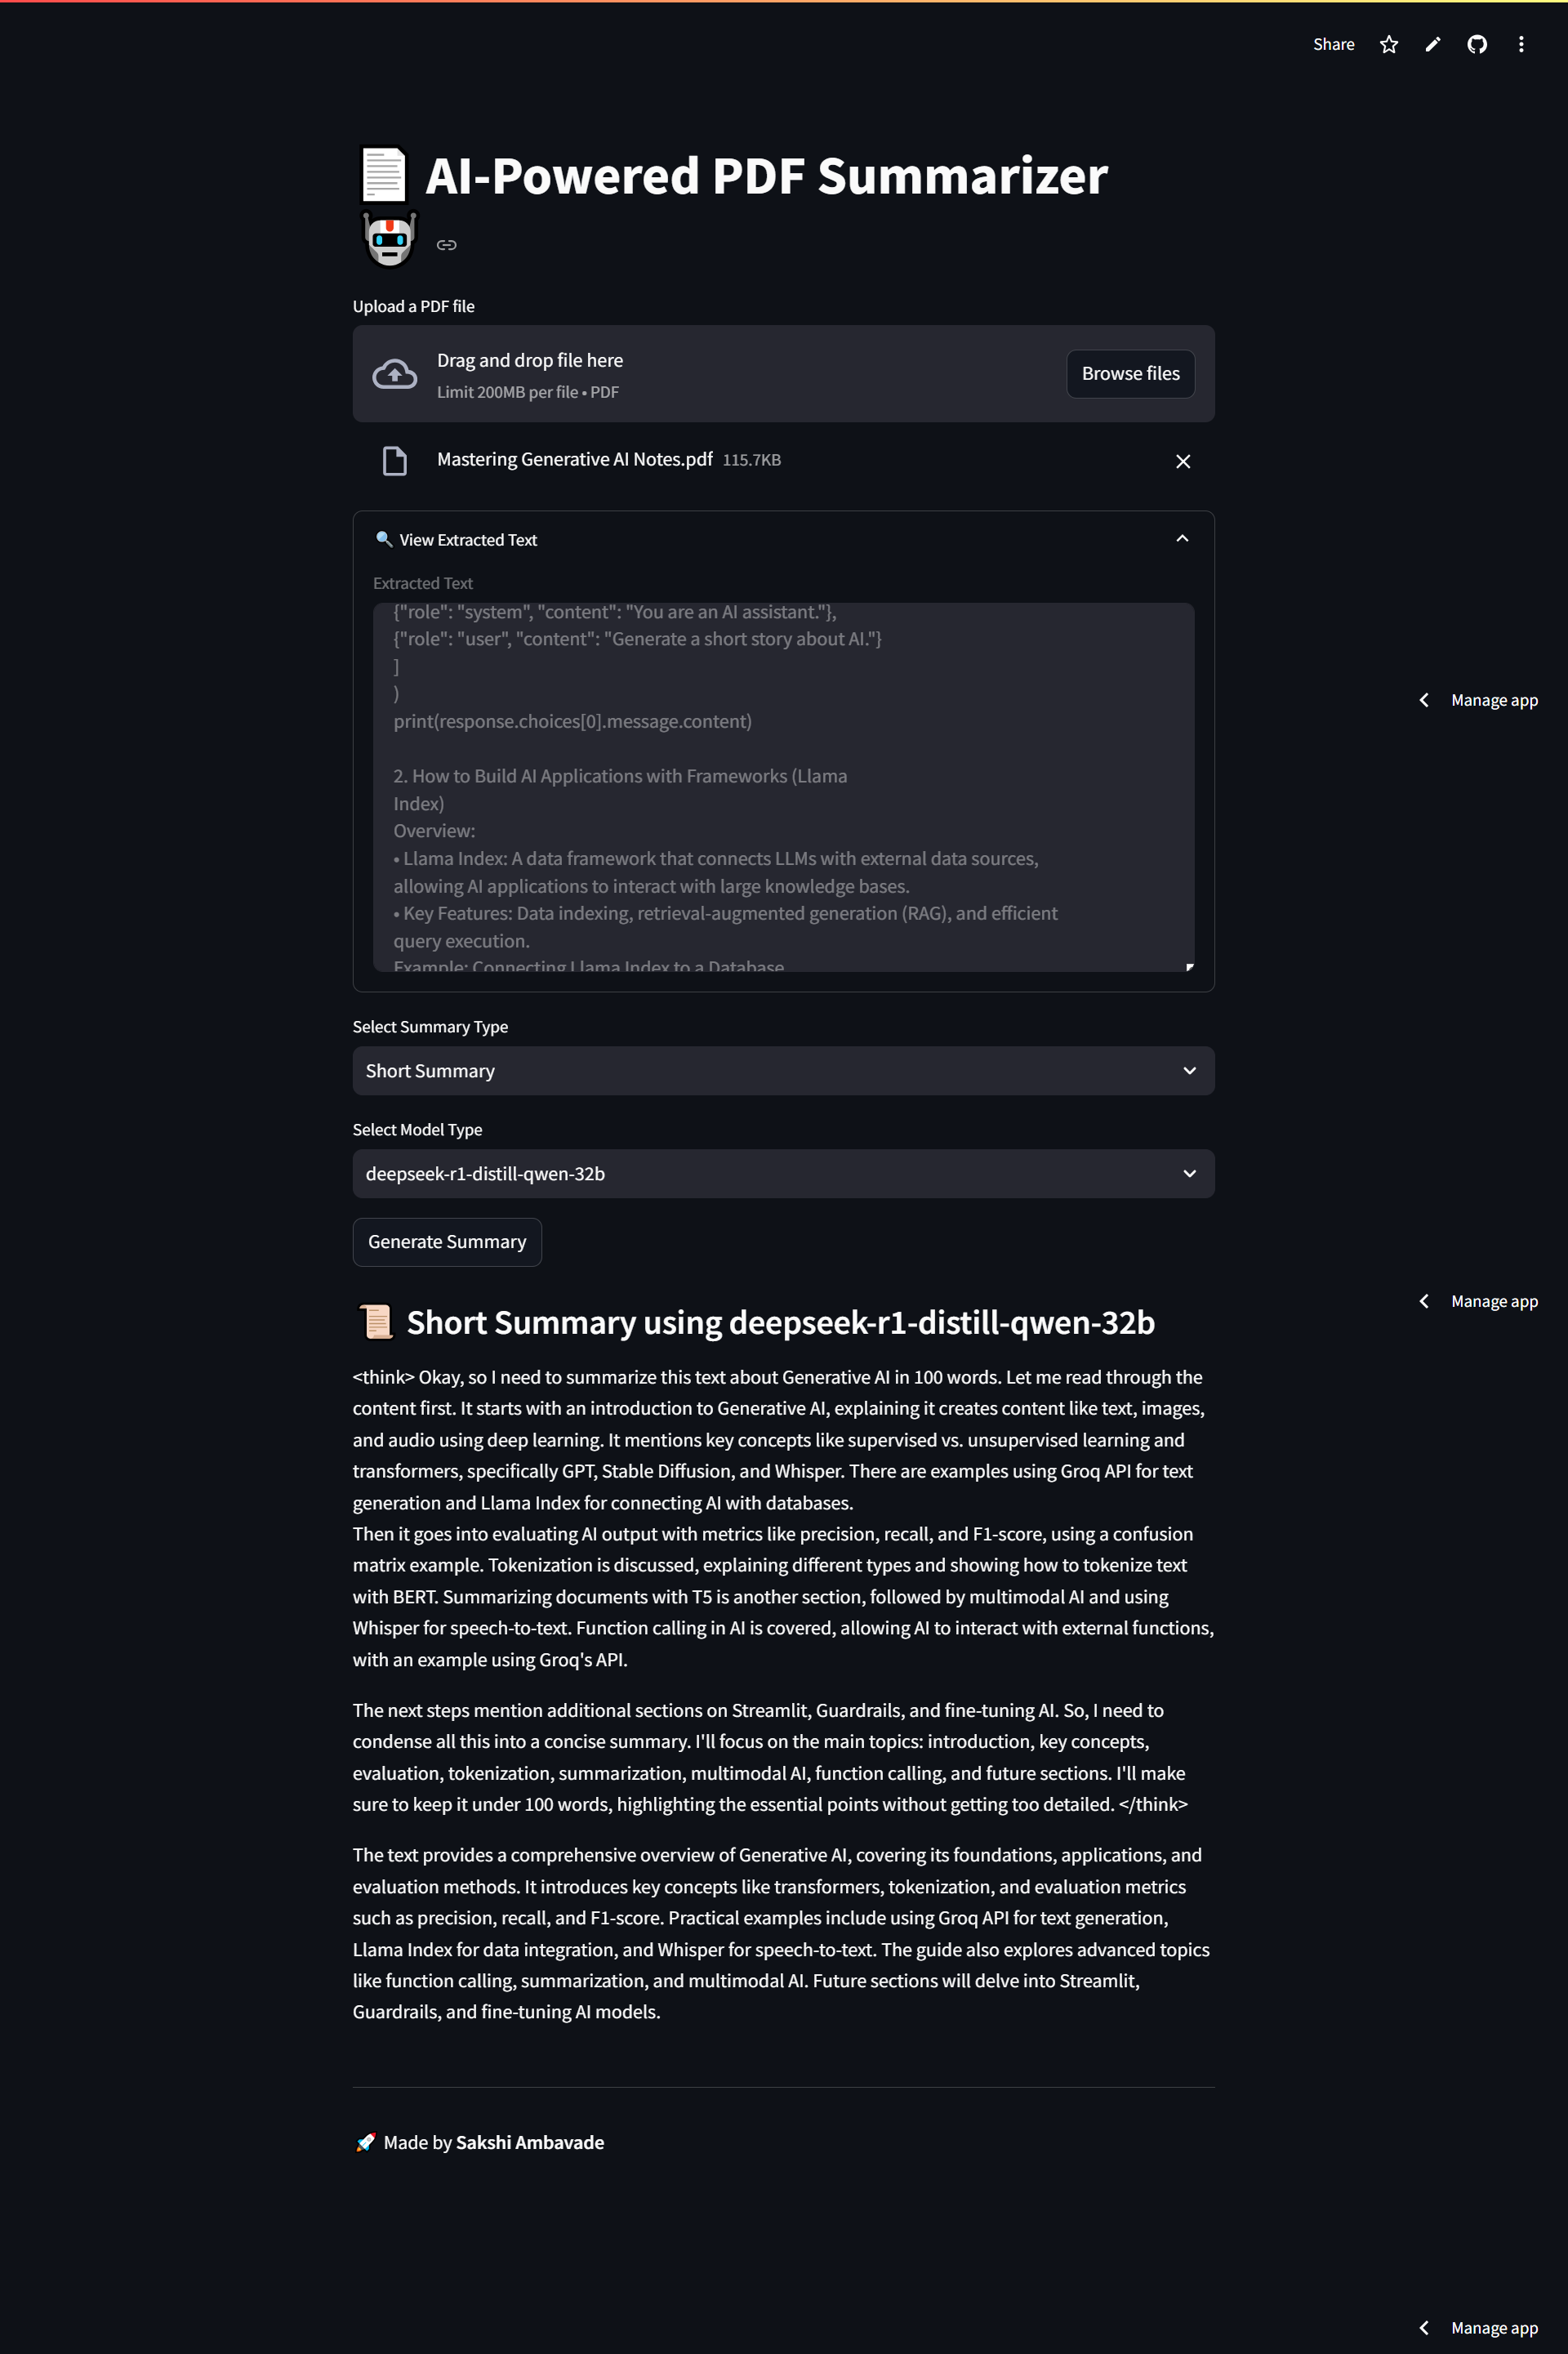 Share
AI-Powered PDF Summarizer
Upload a PDF file
Drag and drop file here
Limit 200MB per file • PDF
Browse files
Mastering Generative AI Notes.pdf 115.7KB
View Extracted Text
Extracted Text
{"role": "system", "content": "You are an AI assistant."},
{"role": "user", "content": "Generate a short story about AI."}
]
)
Manage app
print(response.choices[0].message.content)
2. How to Build AI Applications with Frameworks (Llama
Index)
Overview:
• Llama Index: A data framework that connects LLMs with external data sources,
allowing AI applications to interact with large knowledge bases.
• Key Features: Data indexing, retrieval-augmented generation (RAG), and efficient
query execution.
Example: Connecting Llama Index to a Database
Select Summary Type
Short Summary
Select Model Type
deepseek-r1-distill-qwen-32b
Generate Summary
Manage app
Short Summary using deepseek-r1-distill-qwen-32b
<think> Okay, so I need to summarize this text about Generative AI in 100 words. Let me read through the
content first. It starts with an introduction to Generative AI, explaining it creates content like text, images,
and audio using deep learning. It mentions key concepts like supervised vs. unsupervised learning and
transformers, specifically GPT, Stable Diffusion, and Whisper. There are examples using Groq API for text
generation and Llama Index for connecting AI with databases.
Then it goes into evaluating AI output with metrics like precision, recall, and F1-score, using a confusion
matrix example. Tokenization is discussed, explaining different types and showing how to tokenize text
with BERT. Summarizing documents with T5 is another section, followed by multimodal AI and using
Whisper for speech-to-text. Function calling in AI is covered, allowing AI to interact with external functions,
with an example using Groq's API.
The next steps mention additional sections on Streamlit, Guardrails, and fine-tuning AI. So, I need to
condense all this into a concise summary. I'll focus on the main topics: introduction, key concepts,
evaluation, tokenization, summarization, multimodal AI, function calling, and future sections. I'll make
sure to keep it under 100 words, highlighting the essential points without getting too detailed. </think>
The text provides a comprehensive overview of Generative AI, covering its foundations, applications, and
evaluation methods. It introduces key concepts like transformers, tokenization, and evaluation metrics
such as precision, recall, and F1-score. Practical examples include using Groq API for text generation,
Llama Index for data integration, and Whisper for speech-to-text. The guide also explores advanced topics
like function calling, summarization, and multimodal AI. Future sections will delve into Streamlit,
Guardrails, and fine-tuning AI models.
Made by Sakshi Ambavade
Manage app